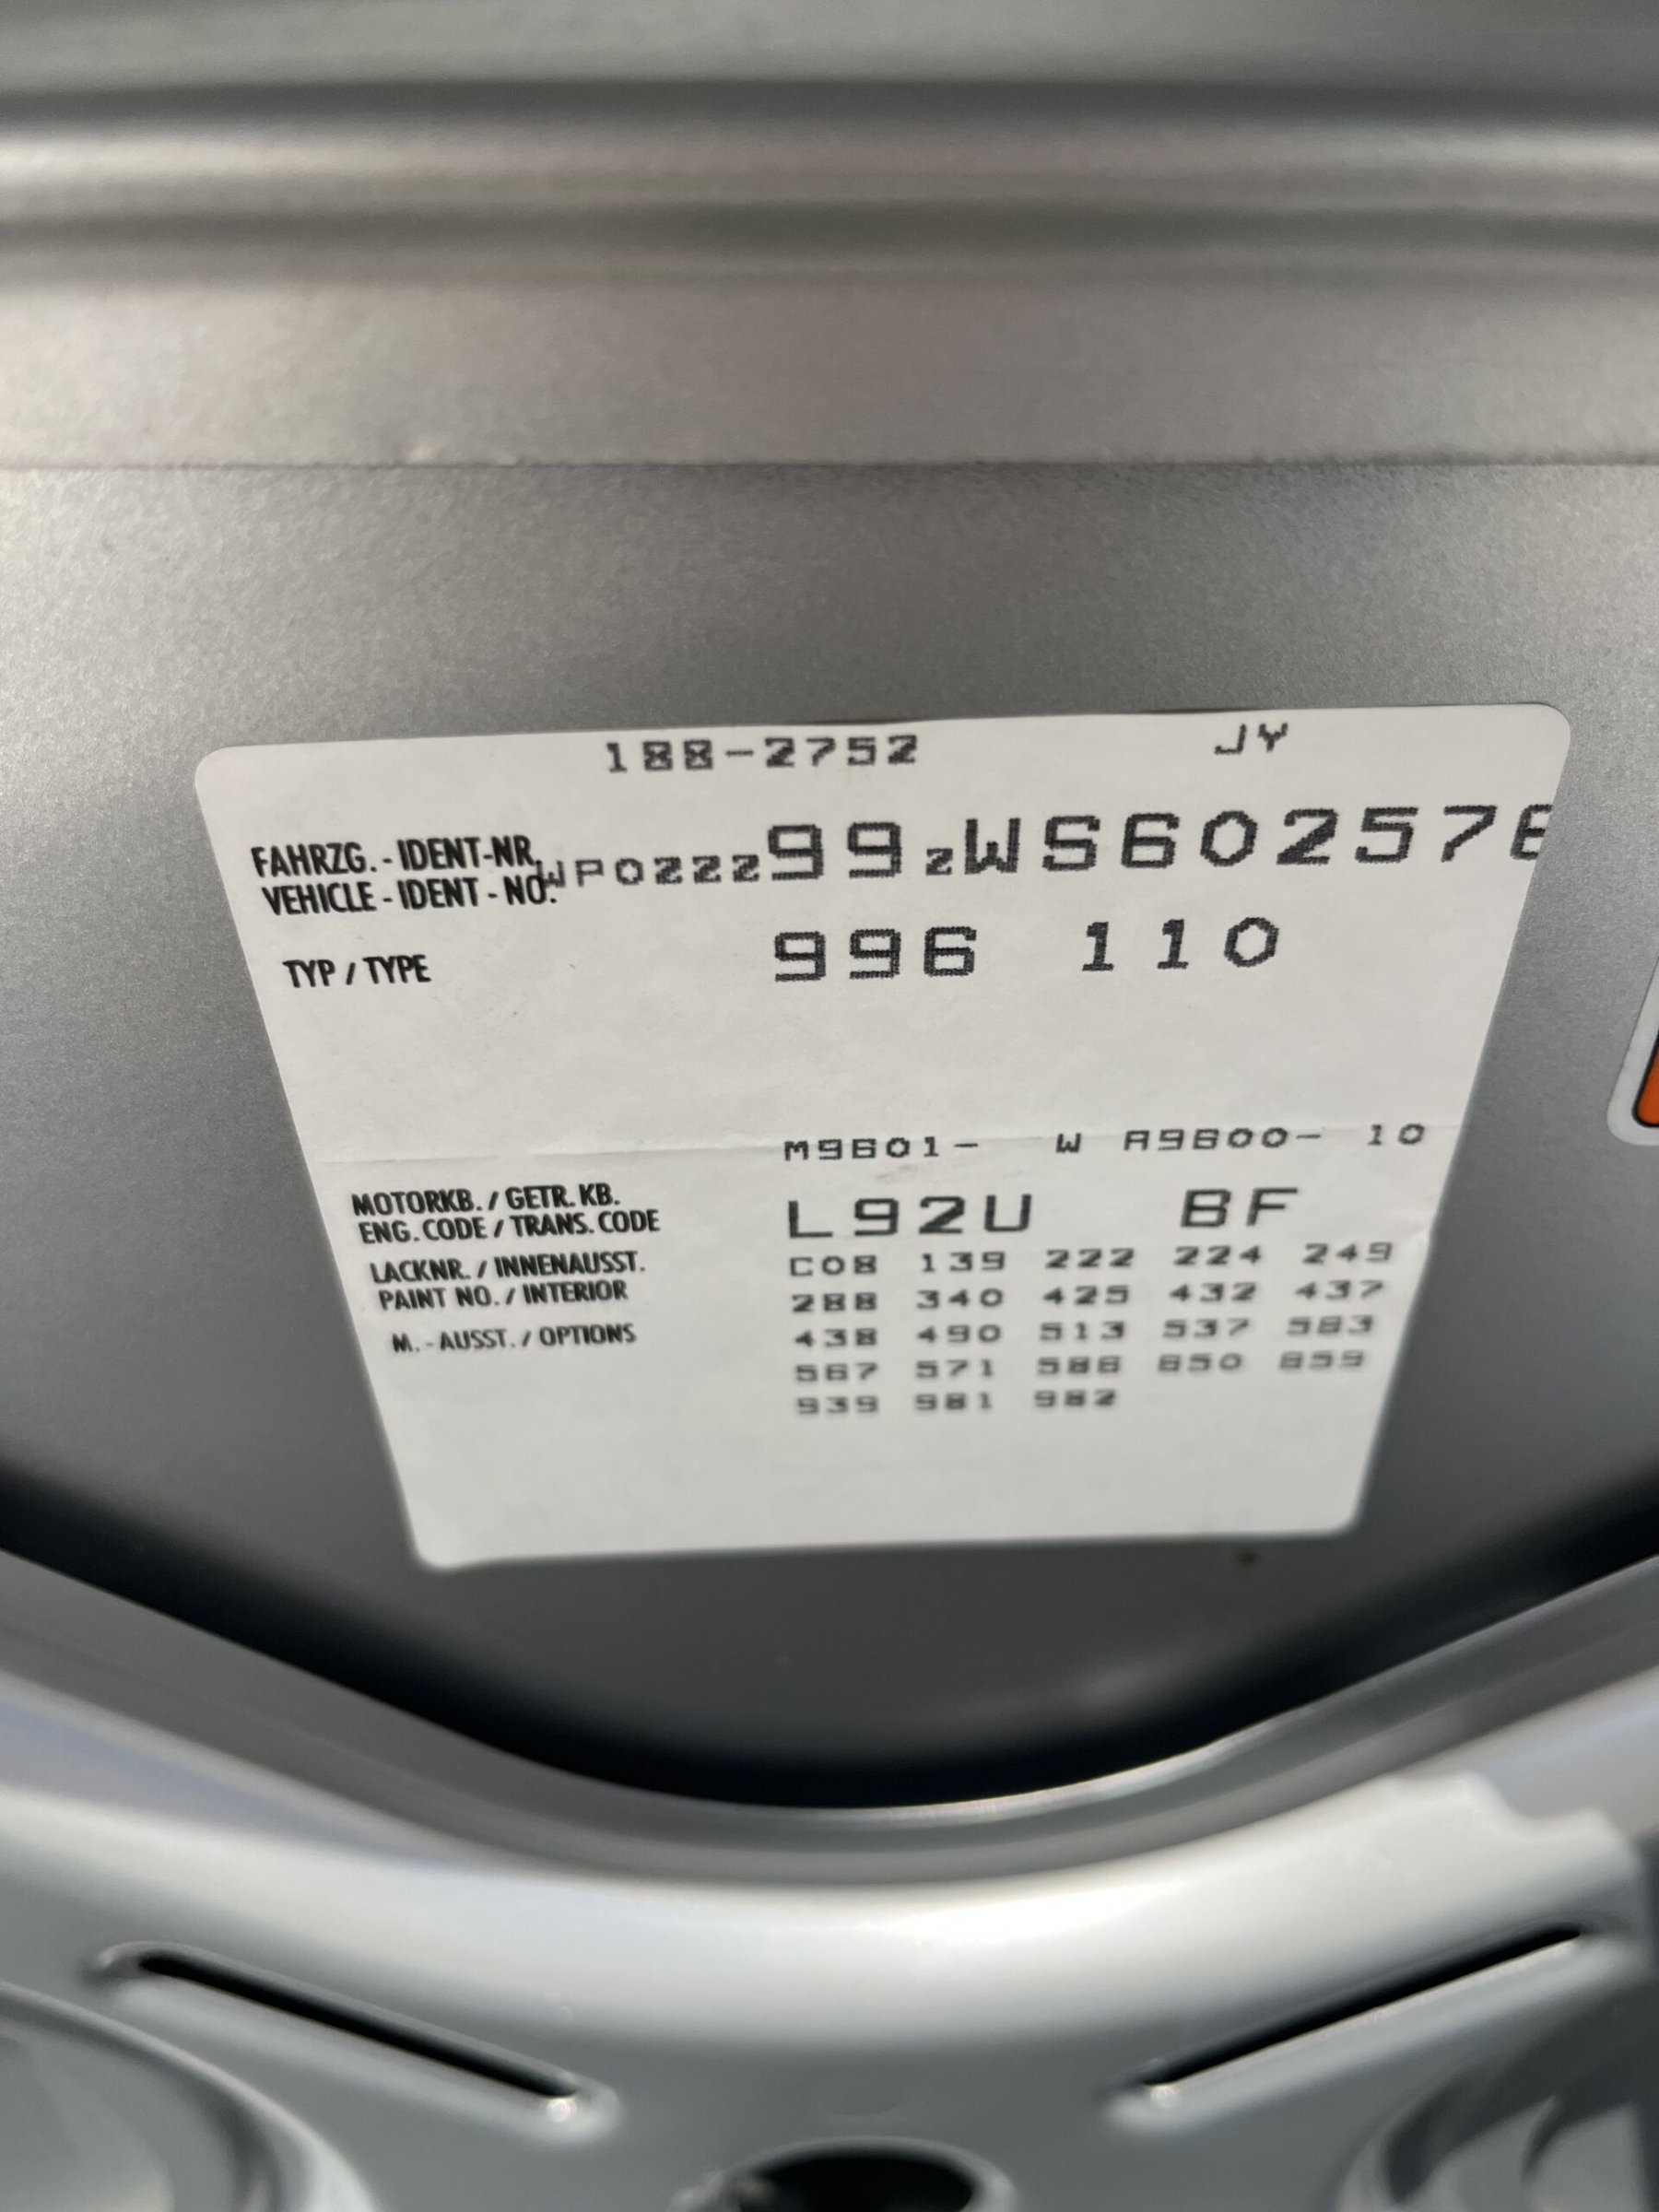 188-2752 JY
FAHRZG. - IDENT-NR.
VEHICLE - IDENT - NO. WP0ZZZ99ZWS602576
TYP / TYPE 996 110
M9601- W A9600- 10
MOTORKB. / GETR. KB.
ENG. CODE / TRANS. CODE L92U BF
LACKNR. / INNENAUSST. C08 139 222 224 249
PAINT NO. / INTERIOR 288 340 425 432 437
M. - AUSST. / OPTIONS 438 490 513 537 583
567 571 586 650 659
939 981 982